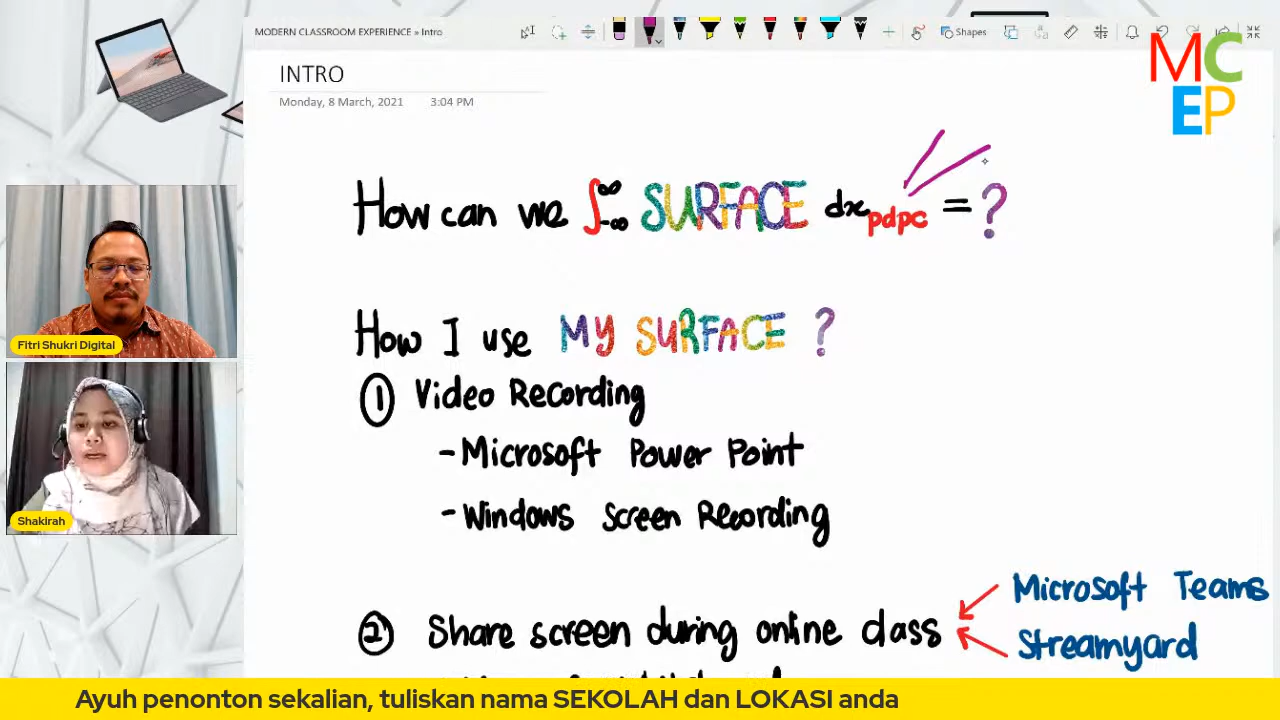 MODERN CLASSROOM EXPERIENCE » Intro
Shapes
MC
EP
INTRO
Monday, 8 March, 2021 3:04 PM
How can we ∫∞ -∞ SURFACE dx pdpc = ?
How I use MY SURFACE ?
① Video Recording
- Microsoft Power Point
- Windows Screen Recording
② Share screen during online class
Microsoft Teams
Streamyard
Fitri Shukri Digital
Shakirah
Ayuh penonton sekalian, tuliskan nama SEKOLAH dan LOKASI anda